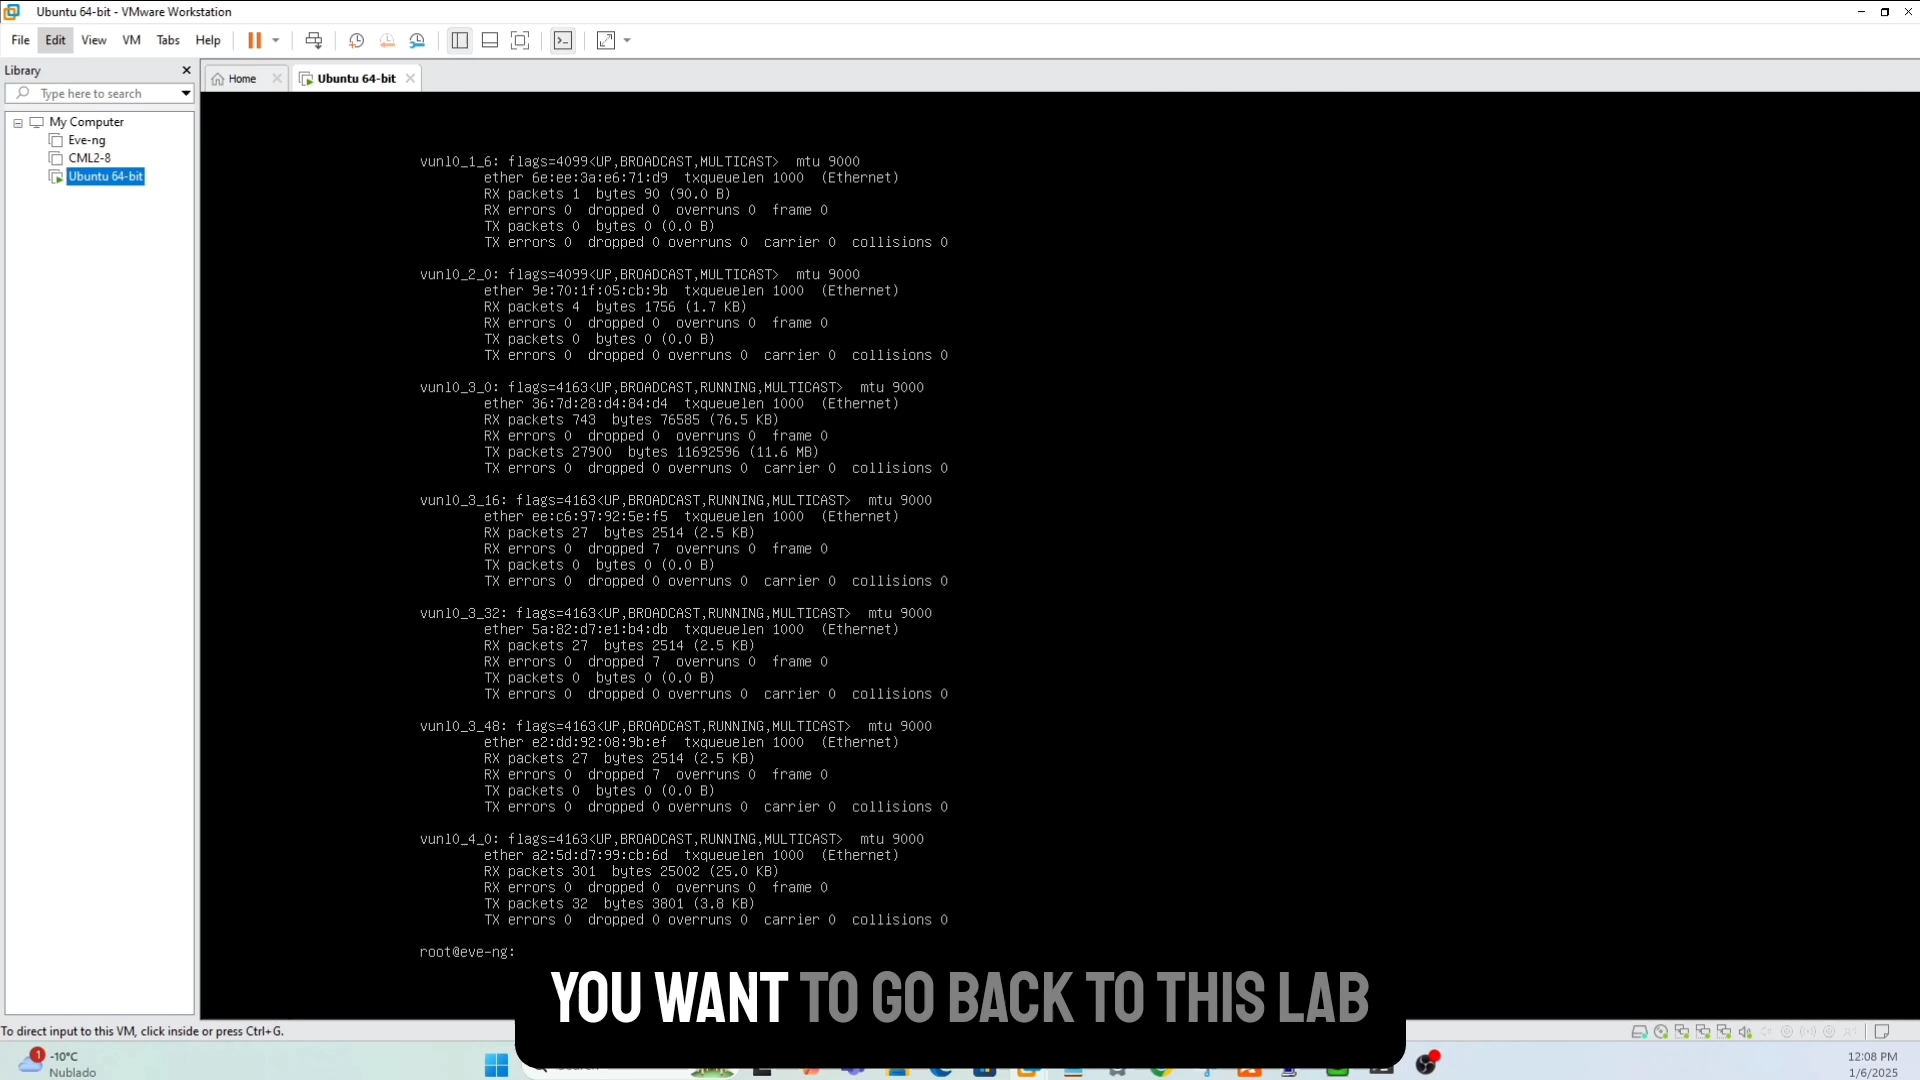 Ubuntu 64-bit - VMware Workstation
File Edit View VM Tabs Help
Library
Type here to search
My Computer
Eve-ng
CML2-8
Ubuntu 64-bit
Home
Ubuntu 64-bit
vunl0_1_6: flags=4099<UP,BROADCAST,MULTICAST>  mtu 9000
ether 6e:ee:3a:e6:71:d9  txqueuelen 1000  (Ethernet)
RX packets 1  bytes 90 (90.0 B)
RX errors 0  dropped 0  overruns 0  frame 0
TX packets 0  bytes 0 (0.0 B)
TX errors 0  dropped 0 overruns 0  carrier 0  collisions 0
vunl0_2_0: flags=4099<UP,BROADCAST,MULTICAST>  mtu 9000
ether 9e:70:1f:05:cb:9b  txqueuelen 1000  (Ethernet)
RX packets 4  bytes 1756 (1.7 KB)
RX errors 0  dropped 0  overruns 0  frame 0
TX packets 0  bytes 0 (0.0 B)
TX errors 0  dropped 0 overruns 0  carrier 0  collisions 0
vunl0_3_0: flags=4163<UP,BROADCAST,RUNNING,MULTICAST>  mtu 9000
ether 36:7d:28:d4:84:d4  txqueuelen 1000  (Ethernet)
RX packets 743  bytes 76585 (76.5 KB)
RX errors 0  dropped 0  overruns 0  frame 0
TX packets 27900  bytes 11692596 (11.6 MB)
TX errors 0  dropped 0 overruns 0  carrier 0  collisions 0
vunl0_3_16: flags=4163<UP,BROADCAST,RUNNING,MULTICAST>  mtu 9000
ether ee:c6:97:92:5e:f5  txqueuelen 1000  (Ethernet)
RX packets 27  bytes 2514 (2.5 KB)
RX errors 0  dropped 7  overruns 0  frame 0
TX packets 0  bytes 0 (0.0 B)
TX errors 0  dropped 0 overruns 0  carrier 0  collisions 0
vunl0_3_32: flags=4163<UP,BROADCAST,RUNNING,MULTICAST>  mtu 9000
ether 5a:82:d7:e1:b4:db  txqueuelen 1000  (Ethernet)
RX packets 27  bytes 2514 (2.5 KB)
RX errors 0  dropped 7  overruns 0  frame 0
TX packets 0  bytes 0 (0.0 B)
TX errors 0  dropped 0 overruns 0  carrier 0  collisions 0
vunl0_3_48: flags=4163<UP,BROADCAST,RUNNING,MULTICAST>  mtu 9000
ether e2:dd:92:08:9b:ef  txqueuelen 1000  (Ethernet)
RX packets 27  bytes 2514 (2.5 KB)
RX errors 0  dropped 7  overruns 0  frame 0
TX packets 0  bytes 0 (0.0 B)
TX errors 0  dropped 0 overruns 0  carrier 0  collisions 0
vunl0_4_0: flags=4163<UP,BROADCAST,RUNNING,MULTICAST>  mtu 9000
ether a2:5d:d7:99:cb:6d  txqueuelen 1000  (Ethernet)
RX packets 301  bytes 25002 (25.0 KB)
RX errors 0  dropped 0  overruns 0  frame 0
TX packets 32  bytes 3801 (3.8 KB)
TX errors 0  dropped 0 overruns 0  carrier 0  collisions 0
root@eve-ng:
YOU WANT TO GO BACK TO THIS LAB
To direct input to this VM, click inside or press Ctrl+G.
1
-10°C
Nublado
12:08 PM
1/6/2025